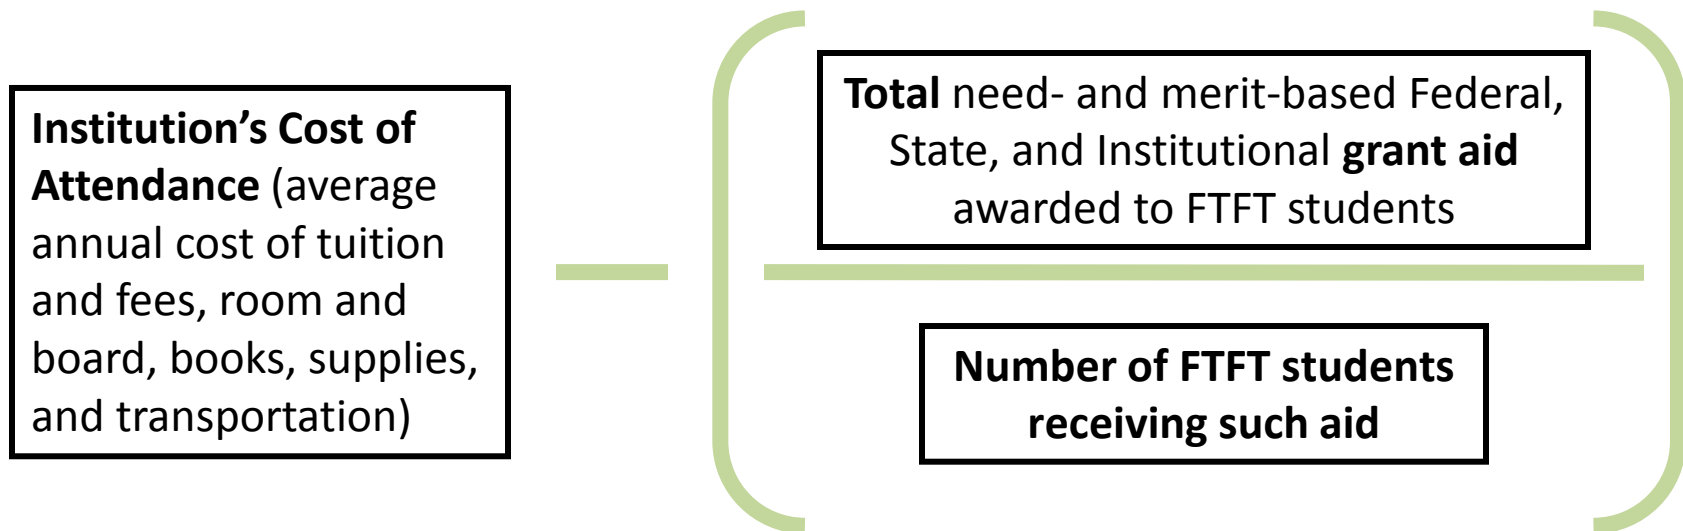 Institution’s Cost of
Attendance (average
annual cost of tuition
and fees, room and
board, books, supplies,
and transportation)
Total need- and merit-based Federal,
State, and Institutional grant aid
awarded to FTFT students
Number of FTFT students
receiving such aid